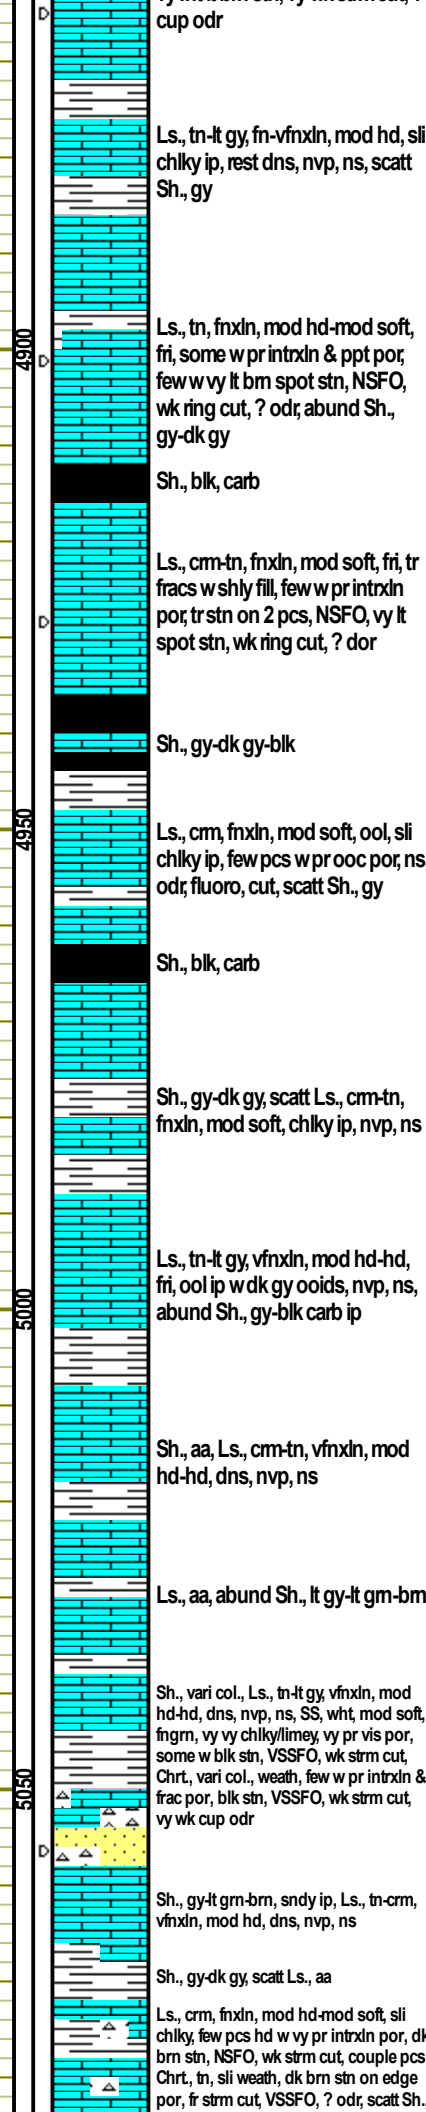 cup odr
Ls., tn-lt gy, fn-vfnxln, mod hd, sli
chlky ip, rest dns, nvp, ns, scatt
Sh., gy
4900
Ls., tn, fnxln, mod hd-mod soft,
fri, some w pr intrxln & ppt por,
few w vy lt brn spot stn, NSFO,
wk ring cut, ? odr, abund Sh.,
gy-dk gy
Sh., blk, carb
Ls., crm-tn, fnxln, mod soft, fri, tr
fracs w shly fill, few w pr intrxln
por, tr stn on 2 pcs, NSFO, vy lt
spot stn, wk ring cut, ? dor
Sh., gy-dk gy-blk
4950
Ls., crm, fnxln, mod soft, ool, sli
chlky ip, few pcs w pr ooc por, ns
odr, fluoro, cut, scatt Sh., gy
Sh., blk, carb
Sh., gy-dk gy, scatt Ls., crm-tn,
fnxln, mod soft, chlky ip, nvp, ns
Ls., tn-lt gy, vfnxln, mod hd-hd,
fri, ool ip w dk gy ooids, nvp, ns,
abund Sh., gy-blk carb ip
5000
Sh., aa, Ls., crm-tn, vfnxln, mod
hd-hd, dns, nvp, ns
Ls., aa, abund Sh., lt gy-lt grn-brn
Sh., vari col., Ls., tn-lt gy, vfnxln, mod
hd-hd, dns, nvp, ns, SS, wht, mod soft,
fngrn, vy vy chlky/limey, vy pr vis por,
some w blk stn, VSSFO, wk strm cut,
Chrt., vari col., weath, few w pr intrxln &
frac por, blk stn, VSSFO, wk strm cut,
vy wk cup odr
5050
Sh., gy-lt grn-brn, sndy ip, Ls., tn-crm,
vfnxln, mod hd, dns, nvp, ns
Sh., gy-dk gy, scatt Ls., aa
Ls., crm, fnxln, mod hd-mod soft, sli
chlky, few pcs hd w vy pr intrxln por, dk
brn stn, NSFO, wk strm cut, couple pcs
Chrt., tn, sli weath, dk brn stn on edge
por, fr strm cut, VSSFO, ? odr, scatt Sh.,